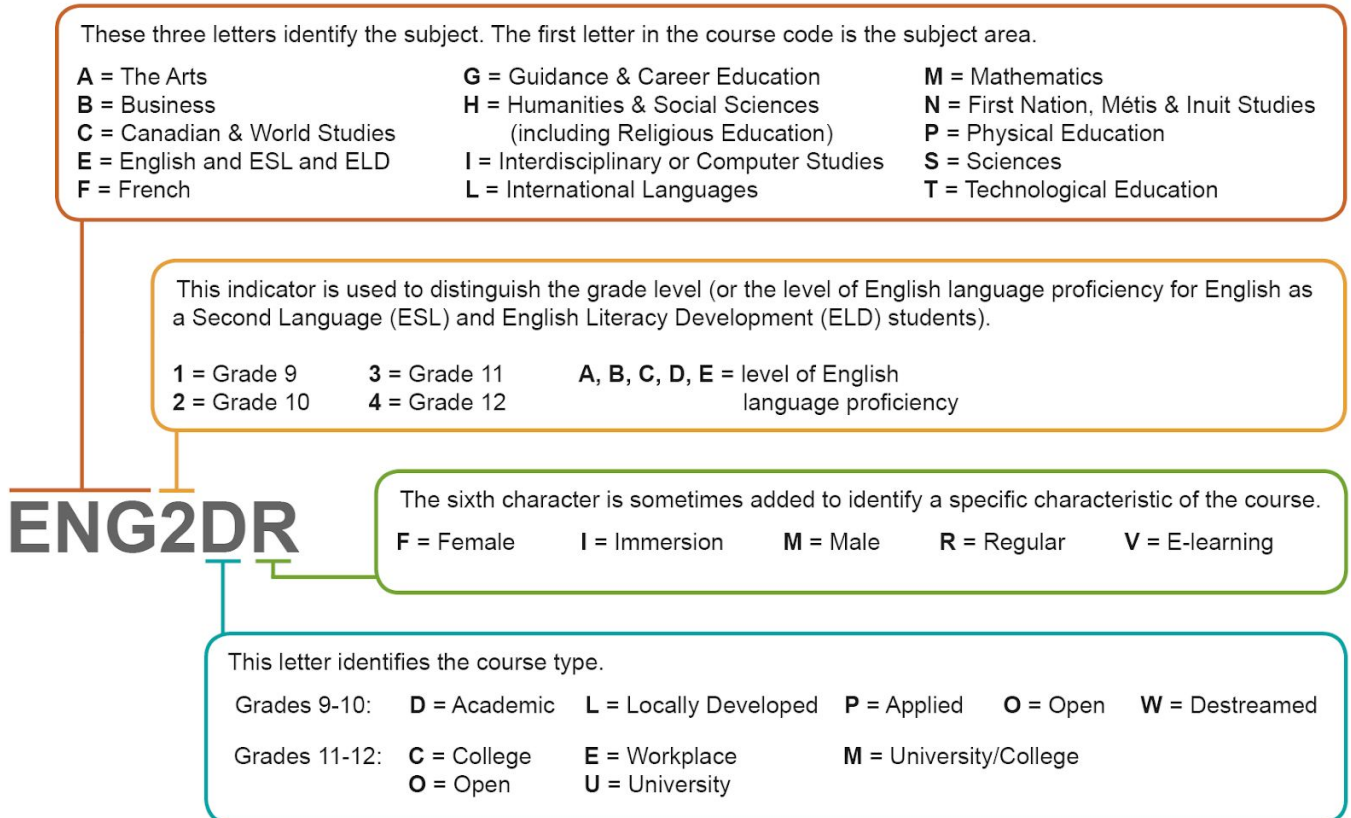 These three letters identify the subject. The first letter in the course code is the subject area.
A = The Arts
B = Business
C = Canadian & World Studies
E = English and ESL and ELD
F = French
G = Guidance & Career Education
H = Humanities & Social Sciences
(including Religious Education)
I = Interdisciplinary or Computer Studies
L = International Languages
M = Mathematics
N = First Nation, Métis & Inuit Studies
P = Physical Education
S = Sciences
T = Technological Education
This indicator is used to distinguish the grade level (or the level of English language proficiency for English as
a Second Language (ESL) and English Literacy Development (ELD) students).
1 = Grade 9
2 = Grade 10
3 = Grade 11
4 = Grade 12
A, B, C, D, E = level of English
language proficiency
ENG2DR
The sixth character is sometimes added to identify a specific characteristic of the course.
F = Female I = Immersion M = Male R = Regular V = E-learning
This letter identifies the course type.
Grades 9-10: D = Academic L = Locally Developed P = Applied O = Open W = Destreamed
Grades 11-12: C = College E = Workplace M = University/College
O = Open U = University